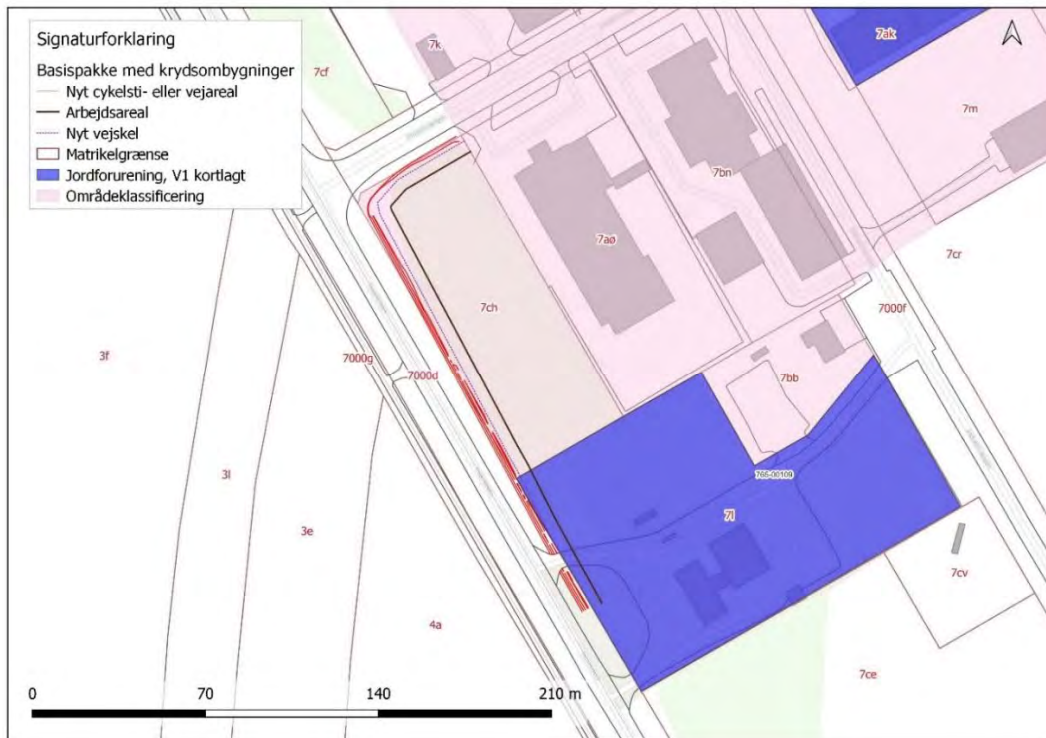 Signaturforklaring
Basispakke med krydsombygninger
Nyt cykelsti- eller vejareal
Arbejdsareal
Nyt vejskel
Matrikelgrænse
Jordforurening, V1 kortlagt
Områdeklassificering
7k
7cf
7ak
7m
7bn
7aø
7cr
7ch
7000f
3f
7000g
7000d
7bb
765-00109
3l
7l
3e
7cv
4a
7ce
0 70 140 210 m